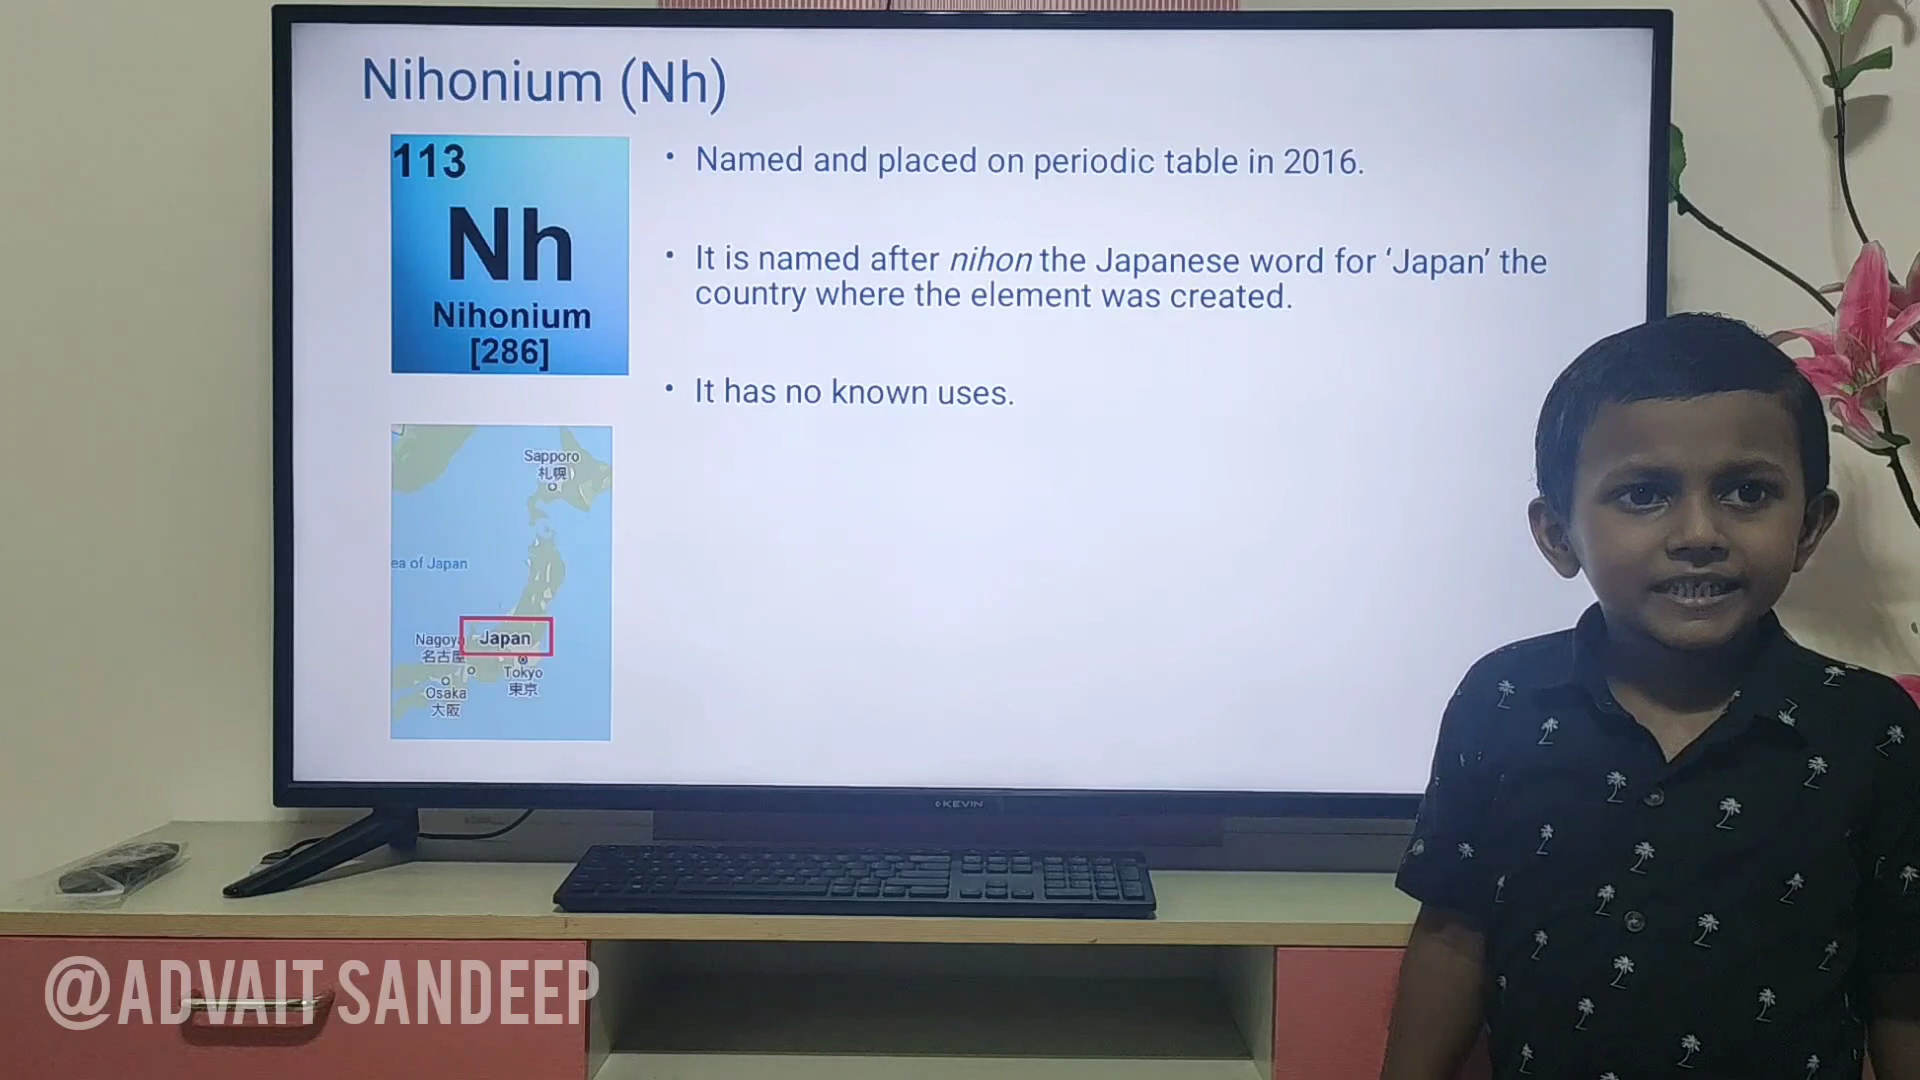 Nihonium (Nh)
113
Nh
Nihonium
[286]
• Named and placed on periodic table in 2016.
• It is named after nihon the Japanese word for ‘Japan’ the
country where the element was created.
• It has no known uses.
Sapporo
札幌
ea of Japan
Nagoya
名古屋
Japan
Tokyo
東京
Osaka
大阪
KEVIN
@ADVAIT SANDEEP